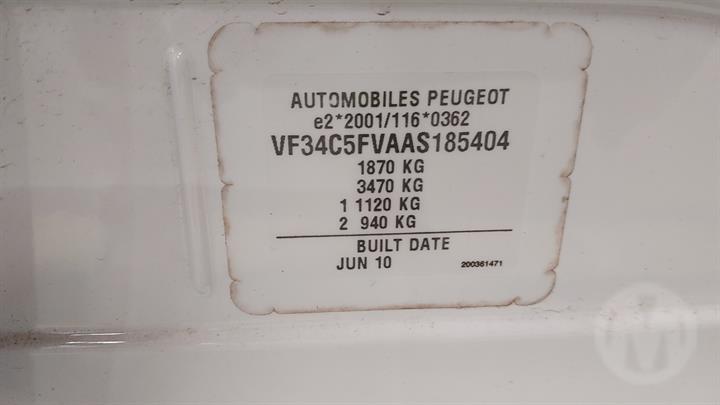 AUTOMOBILES PEUGEOT
e2*2001/116*0362
VF34C5FVAAS185404
1870 KG
3470 KG
1 1120 KG
2 940 KG
BUILT DATE
JUN 10
200361471
M